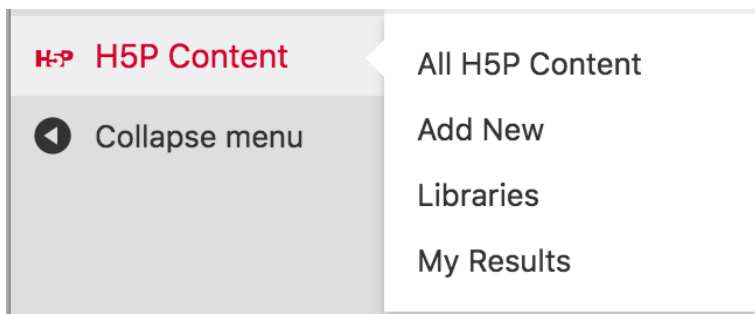 H5P H5P Content
Collapse menu
All H5P Content
Add New
Libraries
My Results